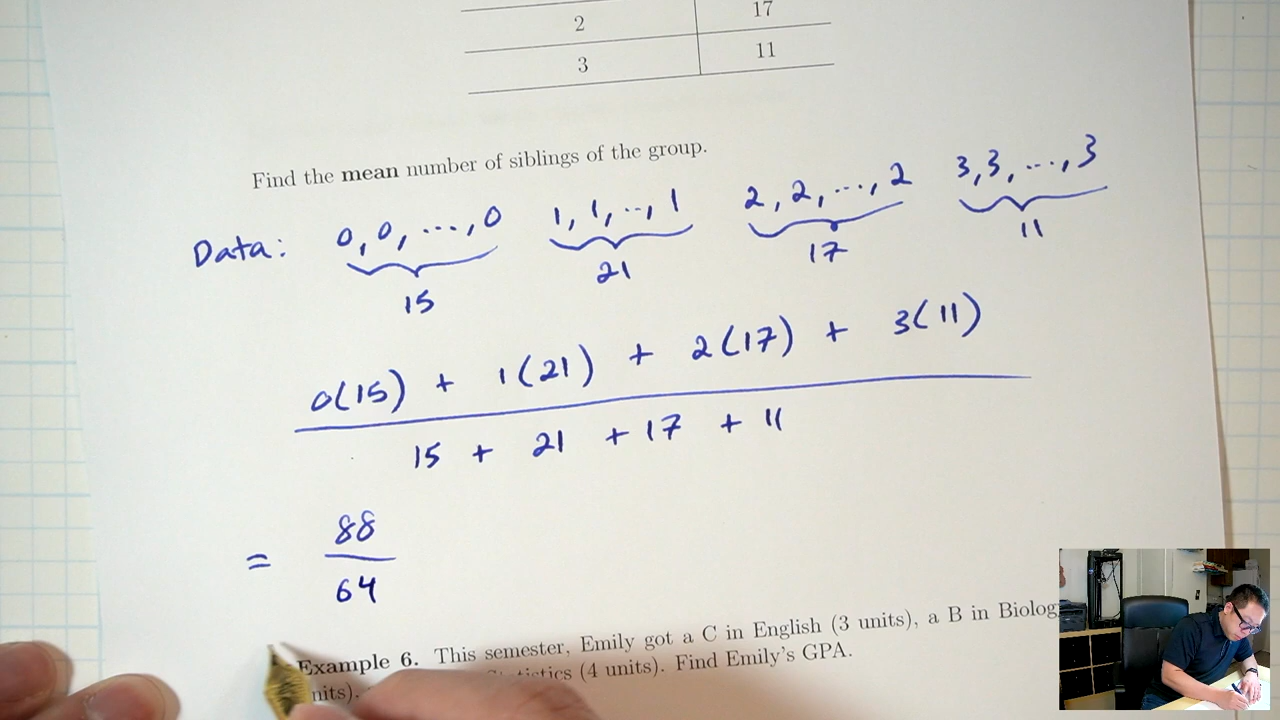 2 17
3 11
Find the mean number of siblings of the group.
Data: 0, 0, ..., 0 1, 1, .., 1 2, 2, ..., 2 3, 3, ..., 3
15 21 17 11
0(15) + 1(21) + 2(17) + 3(11)
15 + 21 + 17 + 11
= 88
64
Example 6. This semester, Emily got a C in English (3 units), a B in Biolog
nits). (4 units). Find Emily's GPA.